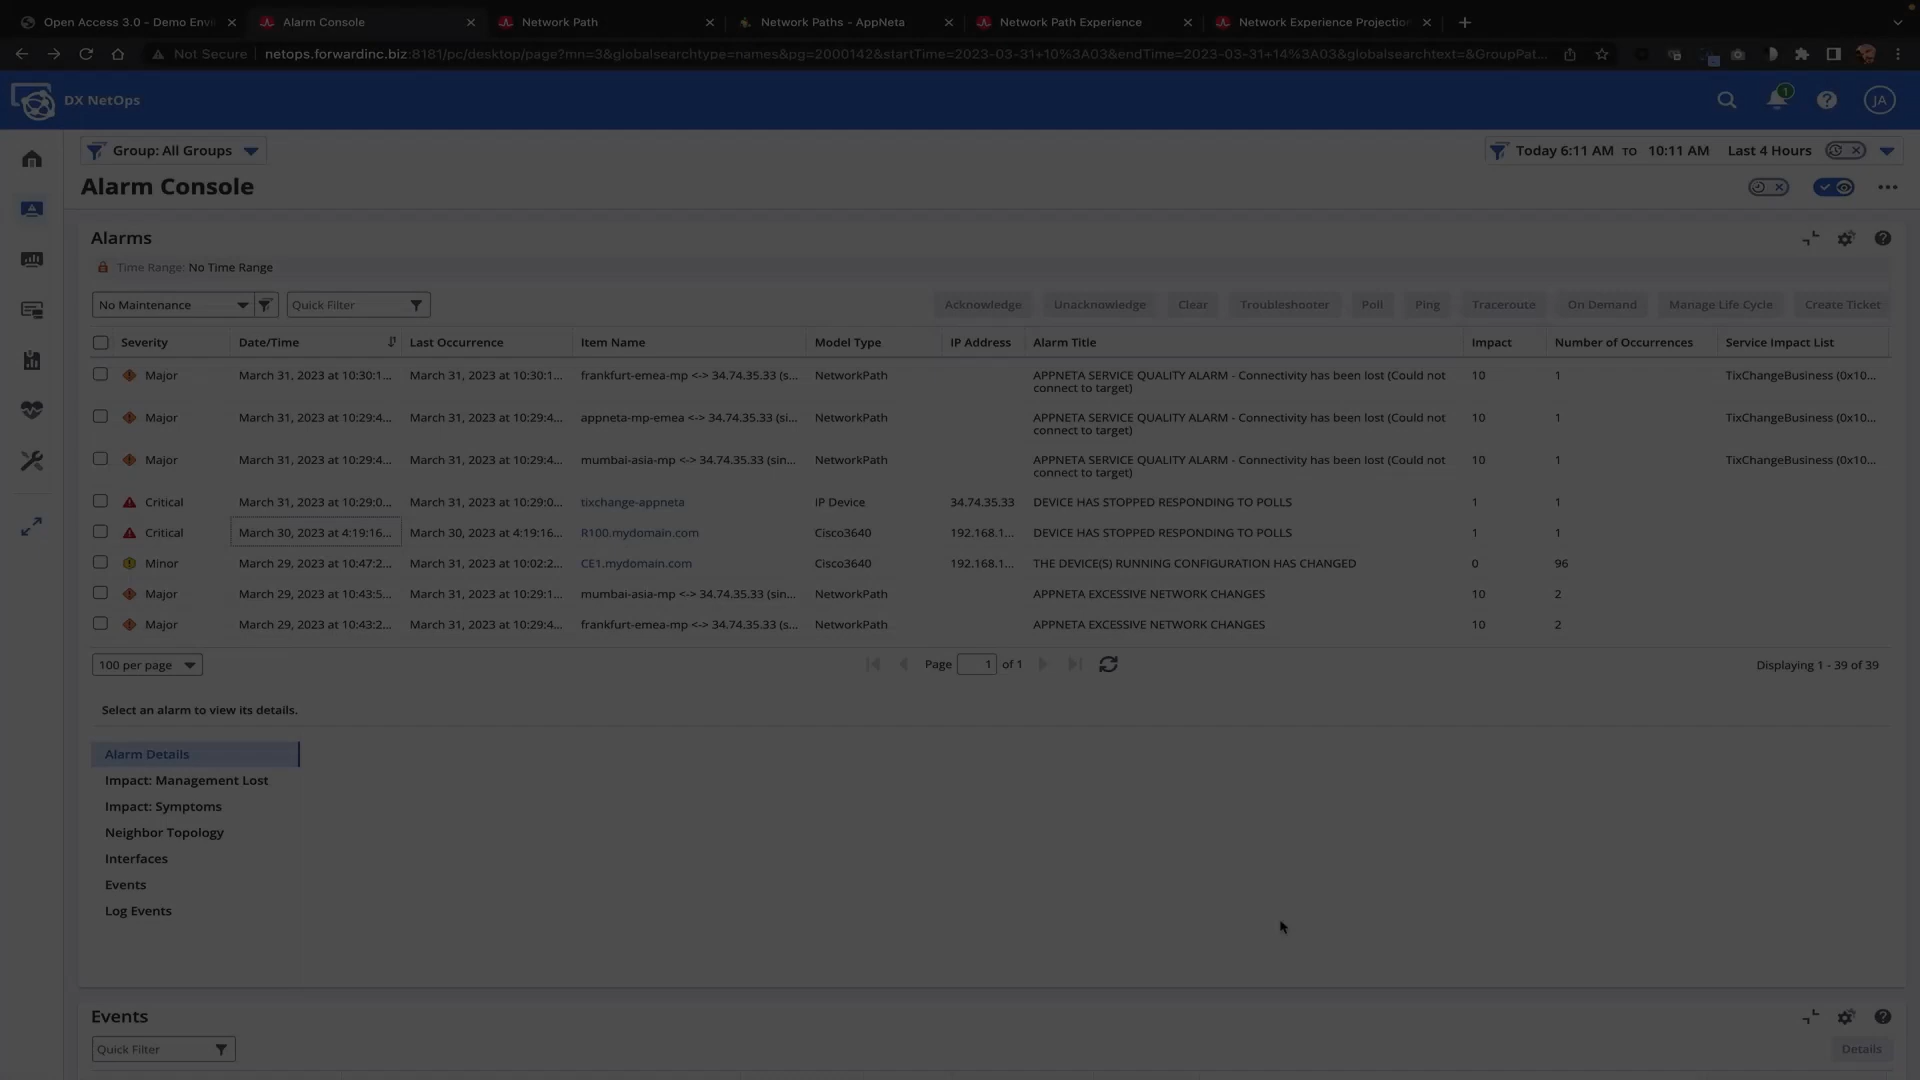 Open Access 3.0 - Demo Envi
Alarm Console
Network Path
Network Paths - AppNeta
Network Path Experience
Network Experience Projection
Not Secure
netops.forwardinc.biz:8181/pc/desktop/page?mn=3&globalsearchtype=names&pg=2000142&startTime=2023-03-31+10%3A03&endTime=2023-03-31+14%3A03&globalsearchtext=&GroupPat...
DX NetOps
1
JA
Group: All Groups
Today 6:11 AM TO 10:11 AM Last 4 Hours
Alarm Console
Alarms
Time Range: No Time Range
No Maintenance
Quick Filter
Acknowledge
Unacknowledge
Clear
Troubleshooter
Poll
Ping
Traceroute
On Demand
Manage Life Cycle
Create Ticket
Severity Date/Time Last Occurrence Item Name Model Type IP Address Alarm Title Impact Number of Occurrences Service Impact List
Major March 31, 2023 at 10:30:1... March 31, 2023 at 10:30:1... frankfurt-emea-mp <-> 34.74.35.33 (s... NetworkPath APPNETA SERVICE QUALITY ALARM - Connectivity has been lost (Could not 10 1 TixChangeBusiness (0x10...
connect to target)
Major March 31, 2023 at 10:29:4... March 31, 2023 at 10:29:4... appneta-mp-emea <-> 34.74.35.33 (si... NetworkPath APPNETA SERVICE QUALITY ALARM - Connectivity has been lost (Could not 10 1 TixChangeBusiness (0x10...
connect to target)
Major March 31, 2023 at 10:29:4... March 31, 2023 at 10:29:4... mumbai-asia-mp <-> 34.74.35.33 (sin... NetworkPath APPNETA SERVICE QUALITY ALARM - Connectivity has been lost (Could not 10 1 TixChangeBusiness (0x10...
connect to target)
Critical March 31, 2023 at 10:29:0... March 31, 2023 at 10:29:0... tixchange-appneta IP Device 34.74.35.33 DEVICE HAS STOPPED RESPONDING TO POLLS 1 1
Critical March 30, 2023 at 4:19:16... March 30, 2023 at 4:19:16... R100.mydomain.com Cisco3640 192.168.1... DEVICE HAS STOPPED RESPONDING TO POLLS 1 1
Minor March 29, 2023 at 10:47:2... March 31, 2023 at 10:02:2... CE1.mydomain.com Cisco3640 192.168.1... THE DEVICE(S) RUNNING CONFIGURATION HAS CHANGED 0 96
Major March 29, 2023 at 10:43:5... March 31, 2023 at 10:29:1... mumbai-asia-mp <-> 34.74.35.33 (sin... NetworkPath APPNETA EXCESSIVE NETWORK CHANGES 10 2
Major March 29, 2023 at 10:43:2... March 31, 2023 at 10:29:4... frankfurt-emea-mp <-> 34.74.35.33 (s... NetworkPath APPNETA EXCESSIVE NETWORK CHANGES 10 2
100 per page
Page 1 of 1
Displaying 1 - 39 of 39
Select an alarm to view its details.
Alarm Details
Impact: Management Lost
Impact: Symptoms
Neighbor Topology
Interfaces
Events
Log Events
Events
Quick Filter
Details